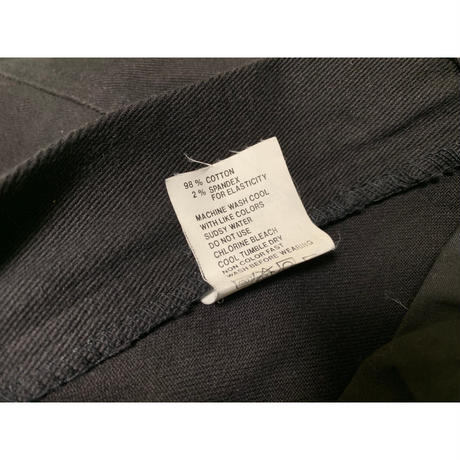 98% COTTON
2% SPANDEX
FOR ELASTICITY
MACHINE WASH COOL
WITH LIKE COLORS
SUDSY WATER
DO NOT USE
CHLORINE BLEACH
COOL TUMBLE DRY
NON COLOR FAST
WASH BEFORE WEARING